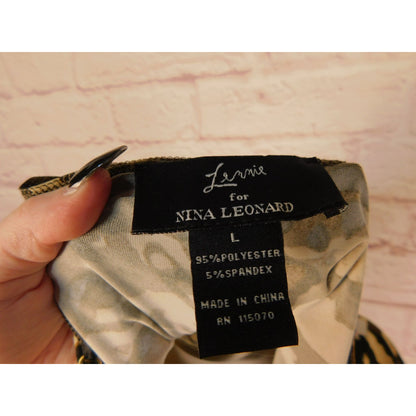 Lennie
for
NINA LEONARD
L
95%POLYESTER
5%SPANDEX
MADE IN CHINA
RN 115070